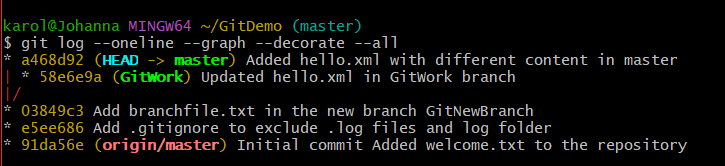 karol@Johanna MINGW64 ~/GitDemo (master)
$ git log --oneline --graph --decorate --all
* a468d92 (HEAD -> master) Added hello.xml with different content in master
| * 58e6e9a (GitWork) Updated hello.xml in GitWork branch
|/
* 03849c3 Add branchfile.txt in the new branch GitNewBranch
* e5ee686 Add .gitignore to exclude .log files and log folder
* 91da56e (origin/master) Initial commit Added welcome.txt to the repository